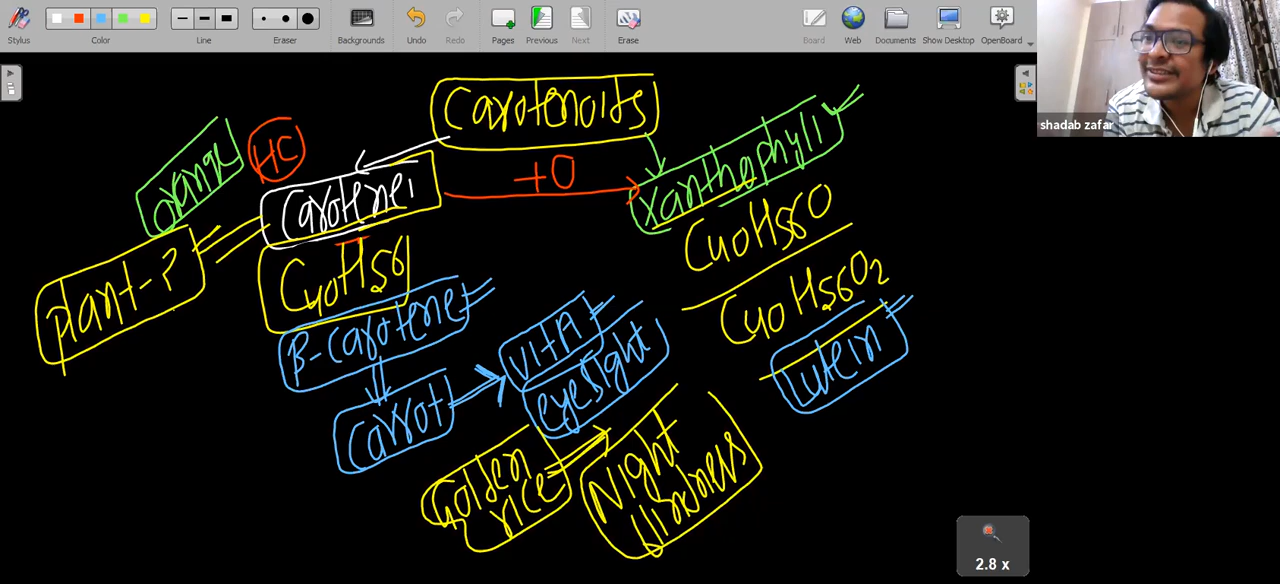 Stylus
Color
Line
Eraser
Backgrounds
Undo
Redo
Pages
Previous
Next
Erase
Board
Web
Documents
Show Desktop
OpenBoard
shadab zafar
Carotenoids
orange
HC
Carotene
+O
Xanthophyll
Plant-?
C40H56
C40H56O
C40H56O2
β-carotene
vitA
eyesight
lutein
carrot
Golden
rice
Night
Blindness
2.8 x